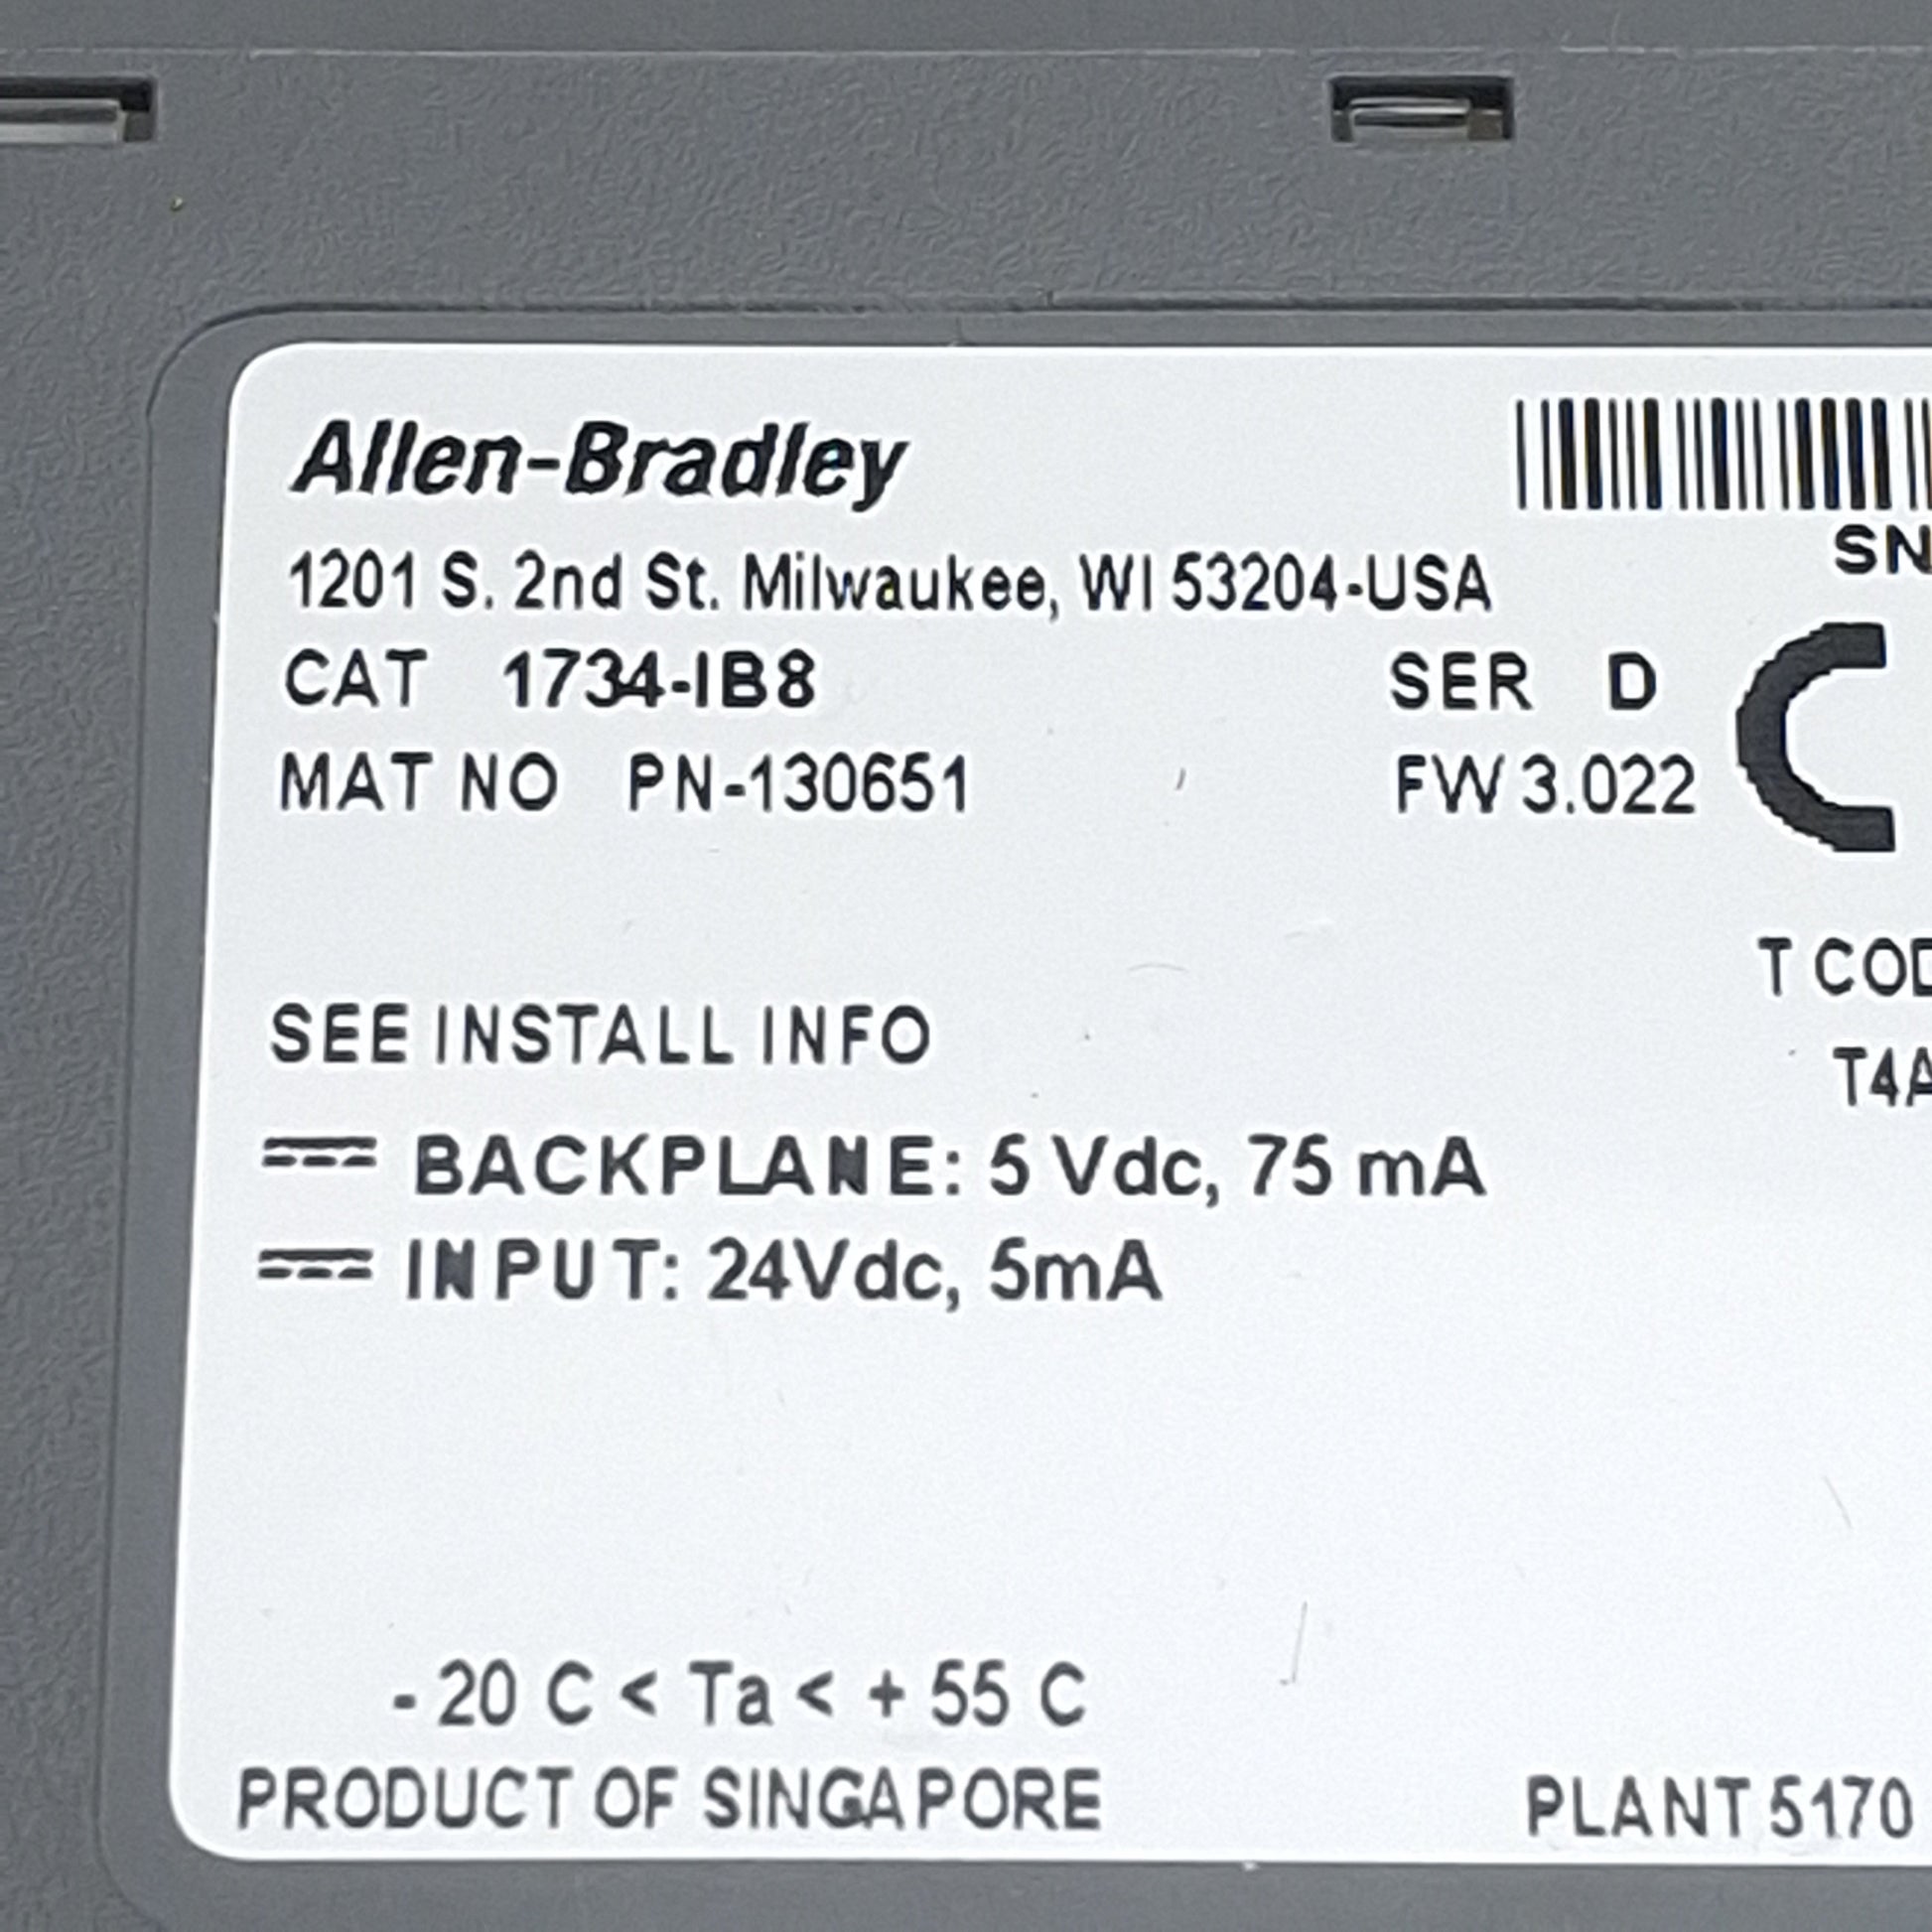 Allen-Bradley
SN
1201 S. 2nd St. Milwaukee, WI 53204-USA
CAT 1734-IB8 SER D
MAT NO PN-130651 FW 3.022
T COD
SEE INSTALL INFO
T4A
BACKPLANE: 5 Vdc, 75 mA
INPUT: 24Vdc, 5mA
- 20 C < Ta < + 55 C
PRODUCT OF SINGAPORE PLANT 5170